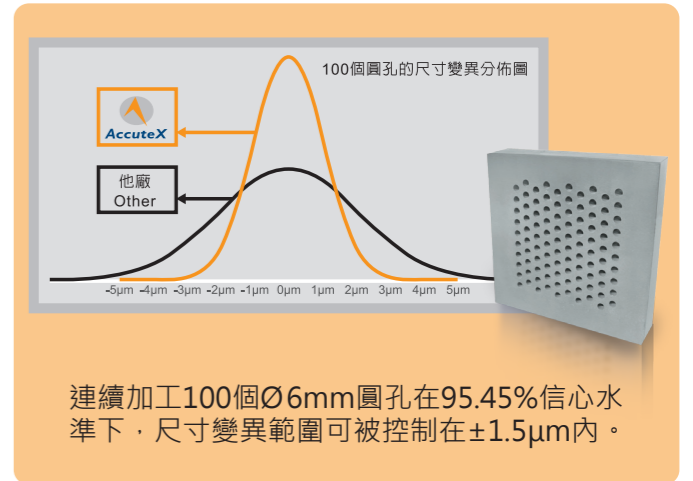 100個圓孔的尺寸變異分佈圖
AccuteX
他廠
Other
-5µm -4µm -3µm -2µm -1µm 0µm 1µm 2µm 3µm 4µm 5µm
連續加工100個Ø6mm圓孔在95.45%信心水
準下，尺寸變異範圍可被控制在±1.5µm內。